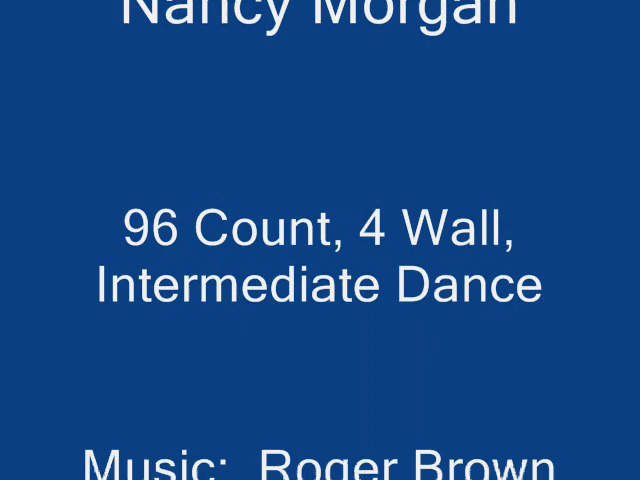 Nancy Morgan
96 Count, 4 Wall,
Intermediate Dance
Music:  Roger Brown